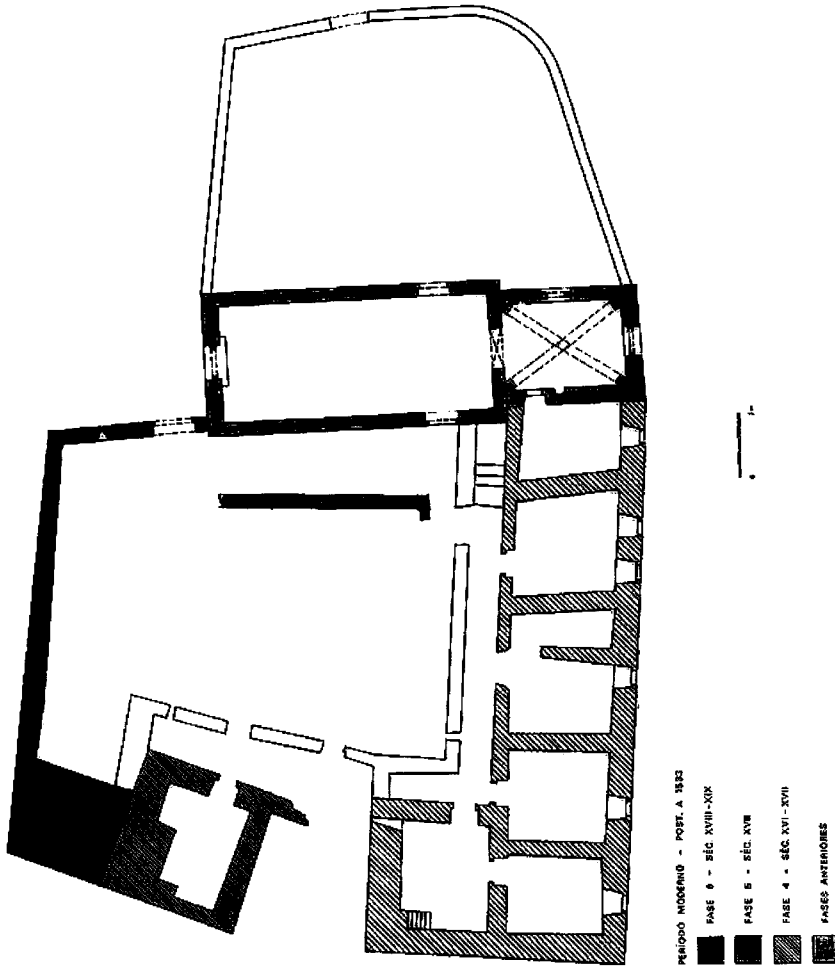 PERÍODO MODERNO - POST. A 1533
FASE 6 - SÉC. XVIII-XIX
FASE 5 - SÉC. XVII
FASE 4 - SÉC. XVI-XVII
FASES ANTERIORES